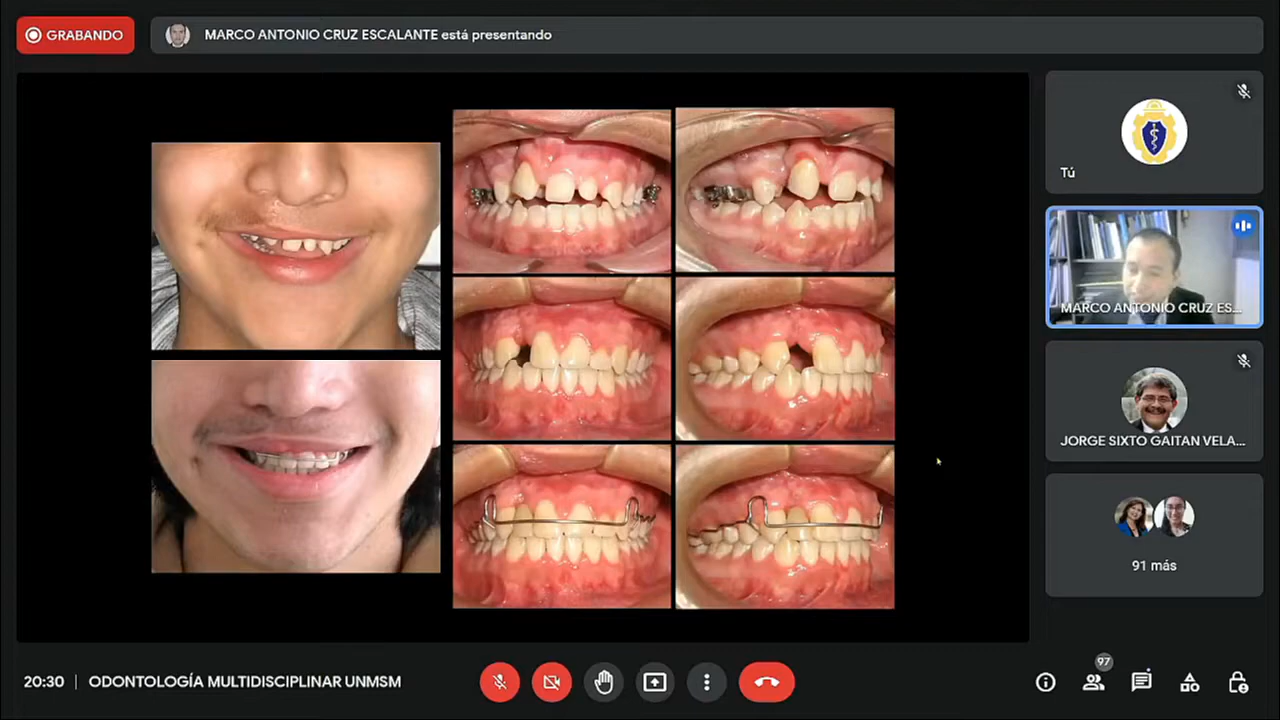 GRABANDO
MARCO ANTONIO CRUZ ESCALANTE está presentando
Tú
MARCO ANTONIO CRUZ ES...
JORGE SIXTO GAITAN VELA...
91 más
20:30 | ODONTOLOGÍA MULTIDISCIPLINAR UNMSM
97